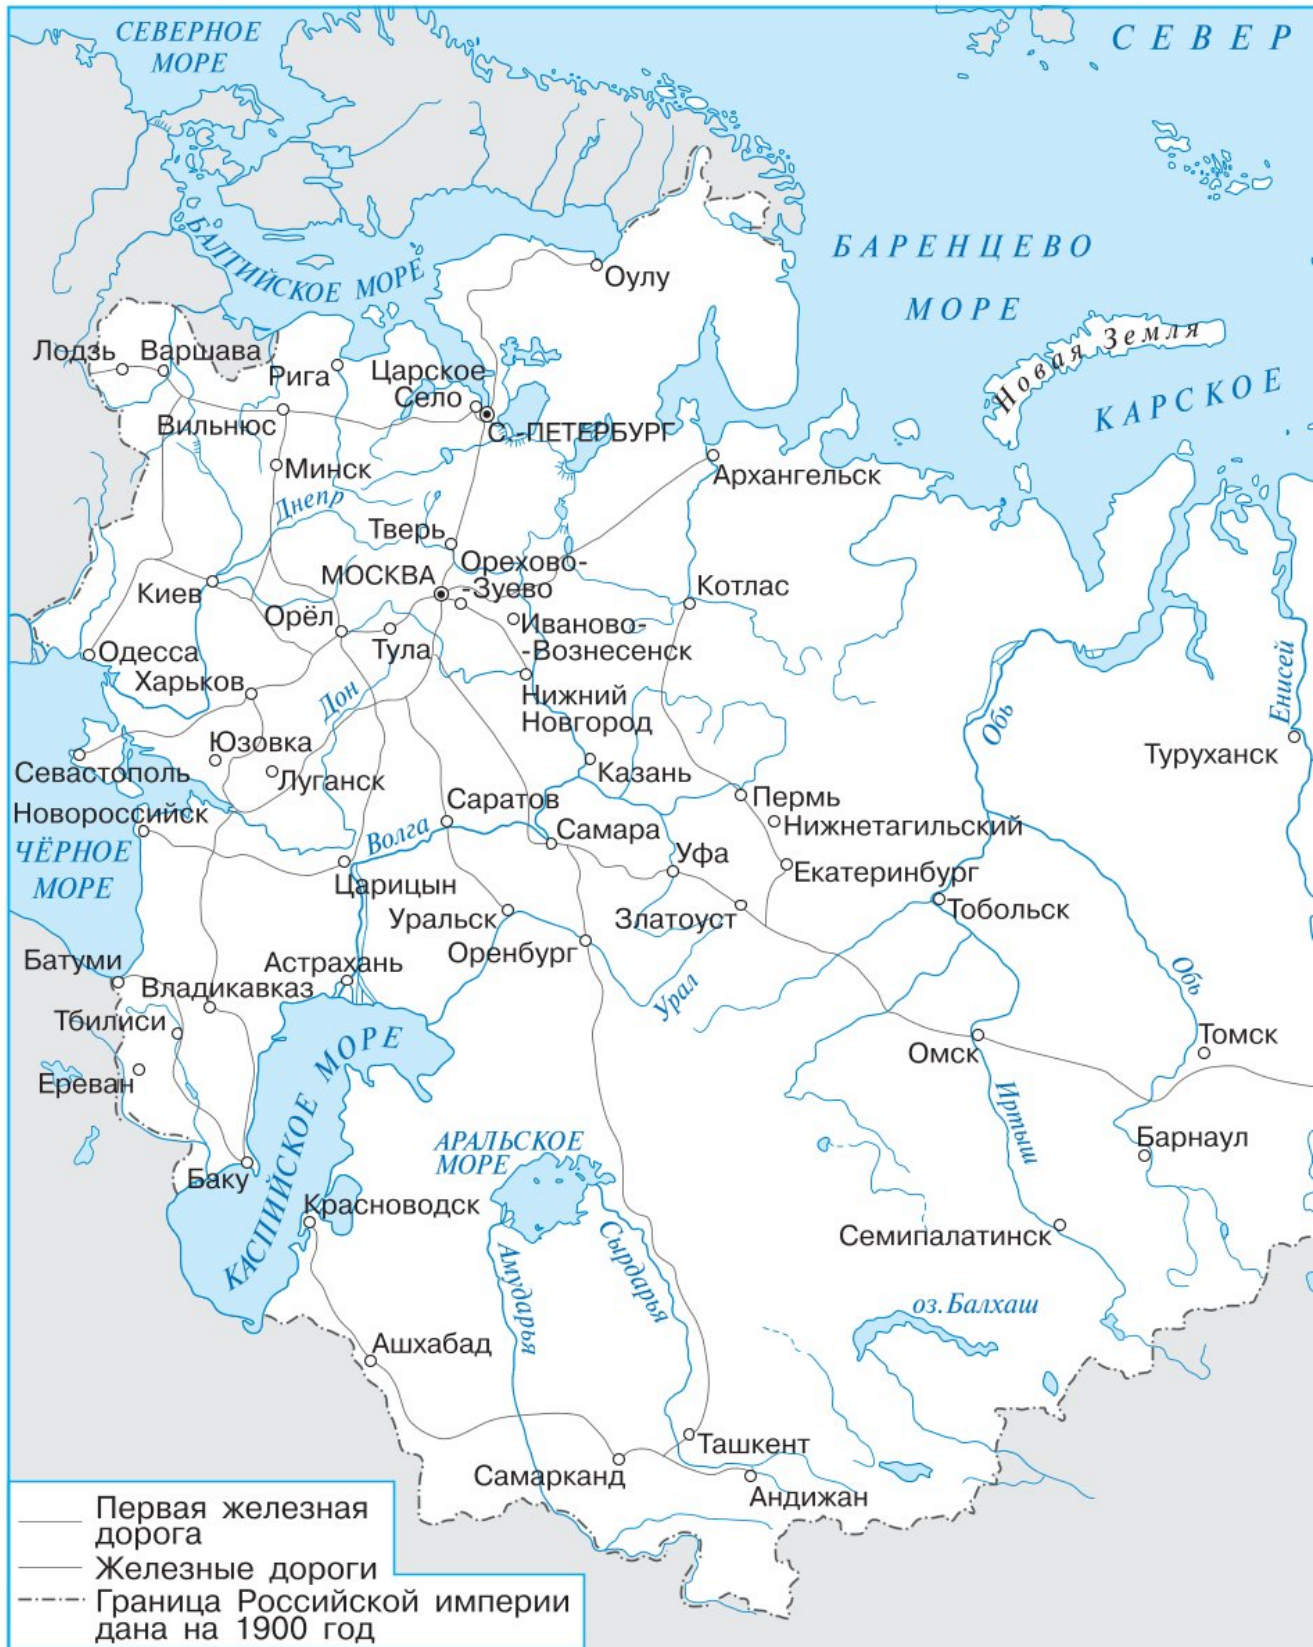 СЕВЕРНОЕ
МОРЕ
СЕВЕР
БАЛТИЙСКОЕ МОРЕ
БАРЕНЦЕВО
МОРЕ
Оулу
Новая Земля
КАРСКОЕ
Лодзь
Варшава
Рига
Царское
Село
Вильнюс
С.-ПЕТЕРБУРГ
Минск
Архангельск
Днепр
Тверь
Орехово-
-Зуево
МОСКВА
Киев
Котлас
Орёл
Иваново-
-Вознесенск
Тула
Одесса
Харьков
Дон
Нижний
Новгород
Обь
Енисей
Юзовка
Туруханск
Севастополь
Луганск
Казань
Новороссийск
Саратов
Пермь
Нижнетагильский
Волга
Самара
ЧЁРНОЕ
МОРЕ
Уфа
Екатеринбург
Царицын
Уральск
Златоуст
Тобольск
Оренбург
Батуми
Астрахань
Владикавказ
Урал
Обь
Тбилиси
Томск
Омск
Ереван
КАСПИЙСКОЕ МОРЕ
Иртыш
АРАЛЬСКОЕ
МОРЕ
Барнаул
Баку
Красноводск
Семипалатинск
Амударья
Сырдарья
оз. Балхаш
Ашхабад
Ташкент
Самарканд
Андижан
Первая железная
дорога
Железные дороги
Граница Российской империи
дана на 1900 год